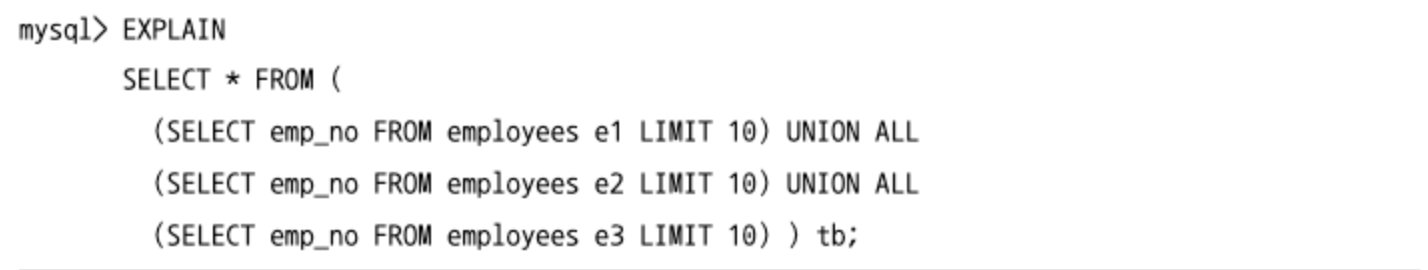 mysql> EXPLAIN
SELECT * FROM (
(SELECT emp_no FROM employees e1 LIMIT 10) UNION ALL
(SELECT emp_no FROM employees e2 LIMIT 10) UNION ALL
(SELECT emp_no FROM employees e3 LIMIT 10) ) tb;